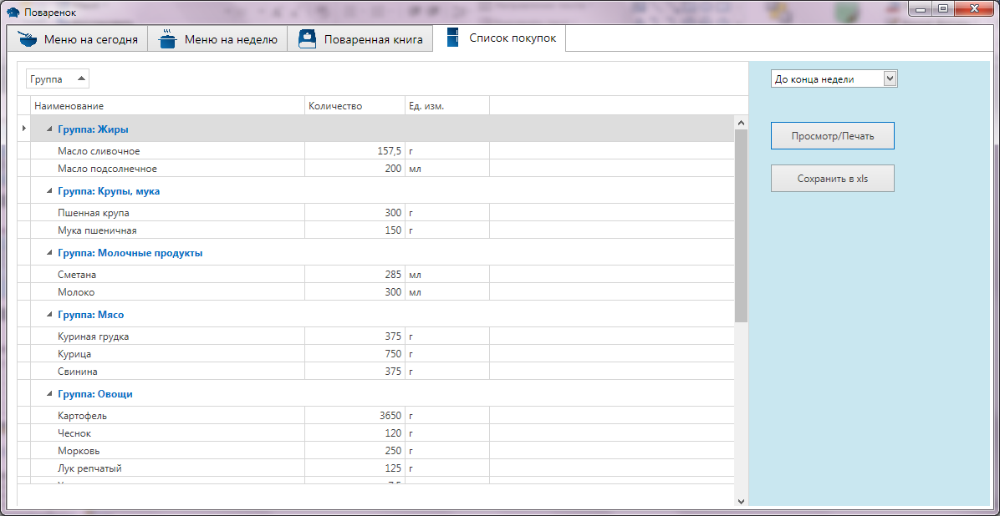 Поваренок
Меню на сегодня Меню на неделю Поваренная книга Список покупок
Группа
До конца недели
Наименование Количество Ед. изм.
Группа: Жиры
Просмотр/Печать
Масло сливочное 157,5 г
Масло подсолнечное 200 мл
Сохранить в xls
Группа: Крупы, мука
Пшенная крупа 300 г
Мука пшеничная 150 г
Группа: Молочные продукты
Сметана 285 мл
Молоко 300 мл
Группа: Мясо
Куриная грудка 375 г
Курица 750 г
Свинина 375 г
Группа: Овощи
Картофель 3650 г
Чеснок 120 г
Морковь 250 г
Лук репчатый 125 г